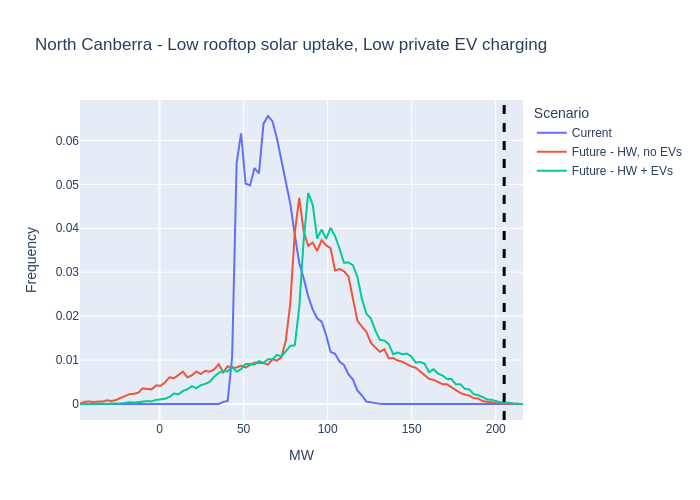 North Canberra - Low rooftop solar uptake, Low private EV charging
Scenario
Current
Future - HW, no EVs
Future - HW + EVs
Frequency
0.06
0.05
0.04
0.03
0.02
0.01
0
0 50 100 150 200
MW